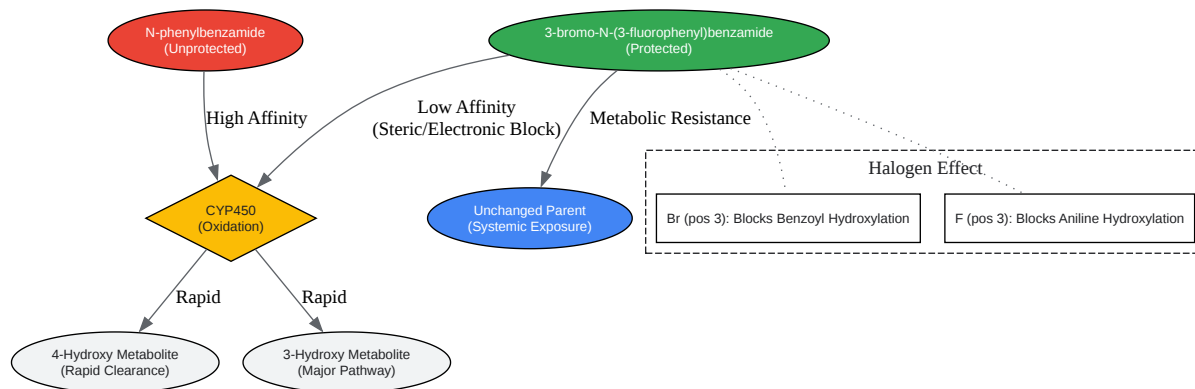 N-phenylbenzamide
(Unprotected)
3-bromo-N-(3-fluorophenyl)benzamide
(Protected)
High Affinity
Low Affinity
(Steric/Electronic Block)
Metabolic Resistance
Halogen Effect
CYP450
(Oxidation)
Unchanged Parent
(Systemic Exposure)
Br (pos 3): Blocks Benzoyl Hydroxylation
F (pos 3): Blocks Aniline Hydroxylation
Rapid
Rapid
4-Hydroxy Metabolite
(Rapid Clearance)
3-Hydroxy Metabolite
(Major Pathway)